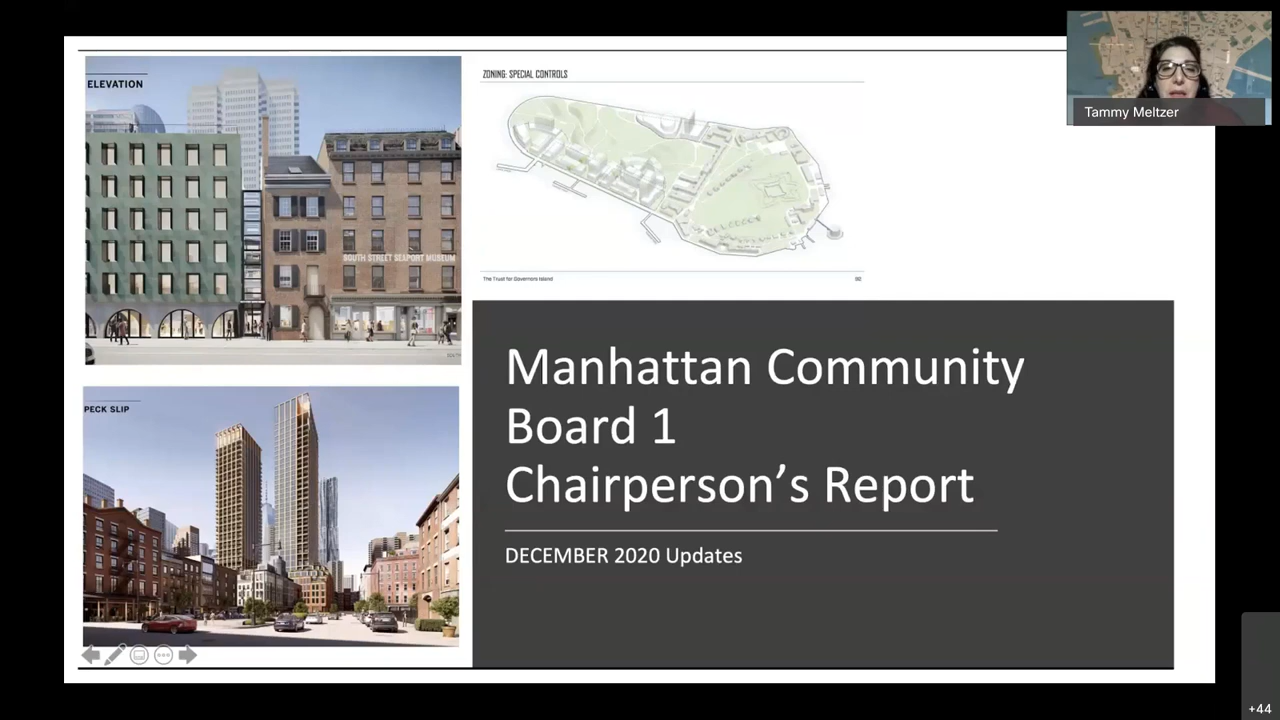 ELEVATION
SOUTH STREET SEAPORT MUSEUM
PECK SLIP
ZONING: SPECIAL CONTROLS
The Trust for Governors Island
Manhattan Community
Board 1
Chairperson’s Report
DECEMBER 2020 Updates
Tammy Meltzer
+44